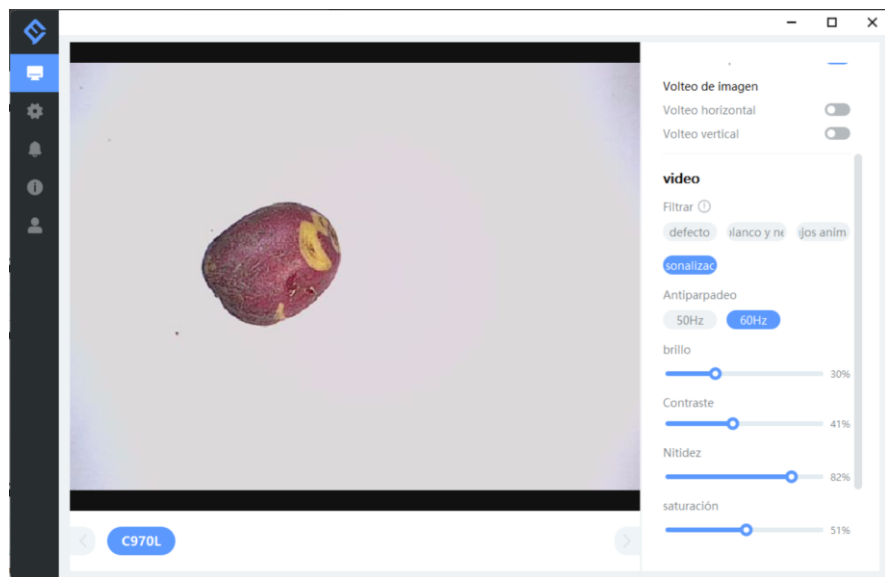 Volteo de imagen
Volteo horizontal
Volteo vertical
video
Filtrar
defecto
lanco y ne
jos anim
sonalizac
Antiparpadeo
50Hz
60Hz
brillo
30%
Contraste
41%
Nitidez
82%
saturación
51%
C970L